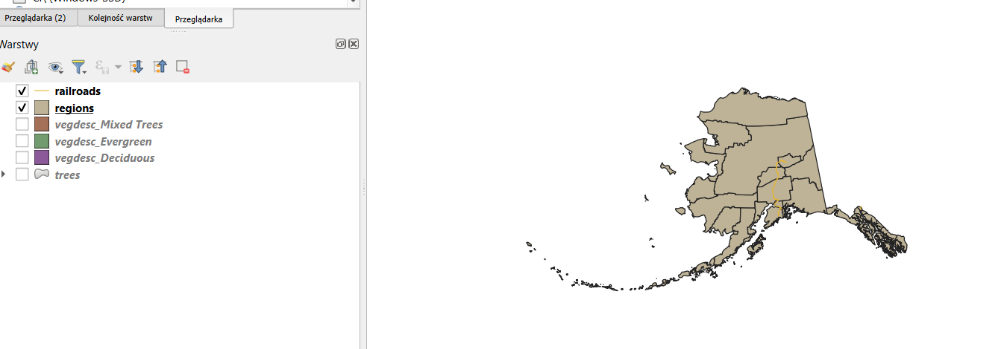 Przeglądarka (2) Kolejność warstw Przeglądarka
Warstwy
railroads
regions
vegdesc_Mixed Trees
vegdesc_Evergreen
vegdesc_Deciduous
trees